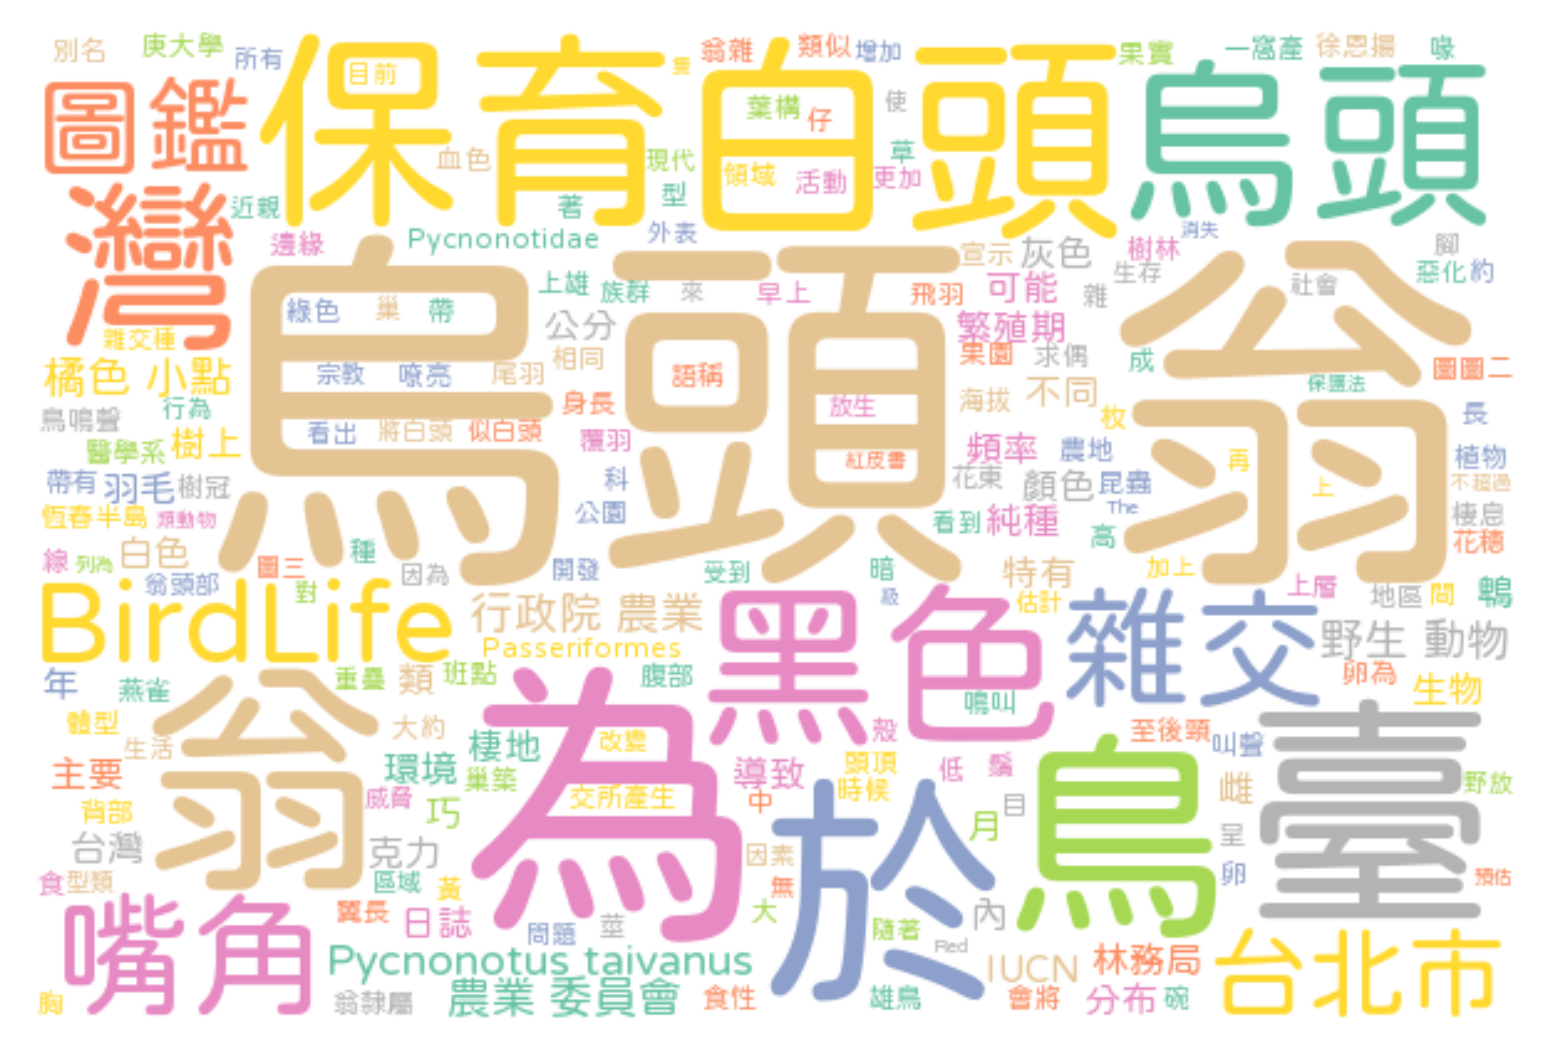 別名 庚大學 所有 保育 目前 隻 翁雜 類似 增加 白頭 果實 一窩產 徐恩揚 喙
圖鑑 血色 現代 型 葉構 仔 使 草 領域 活動 更加 烏頭
灣 近親 著 邊緣 Pycnonotidae 外表 消失 腳
烏頭 翁 宣示 灰色 樹林 生存 社會 惡化 約
綠色 巢 帶 上雄 族群 來 早上 飛羽 可能 雜
雜交種 公分 繁殖期
橘色 小點 宗教 嘹亮 尾羽 相同 語稱 果園 求偶 成 圖圖二
身長 放生 海拔 不同 枚 保護法
鳥鳴聲 行為 看出 將白頭 似白頭 覆羽 長
醫學系 樹上 紅皮書 頻率 農地 再 植物
帶有 羽毛 樹冠 科 花東 顏色 昆蟲 上 不超過
恆春半島 類動物 公園 看到 純種 The 棲息
線 列為 白色 種 高 花穗
翁頭部 圖三 對 因為 開發 受到 暗 特有 加上 上層 地區 間 鵯
BirdLife 行政院 農業 級 估計 雜交 野生 動物
Passeriformes 黑色
年 燕雀 翁 重疊 類 班點 腹部 鳴叫 卵為 生物
體型 生活 大約 棲地 為 改變 殼 至後頸 叫聲 臺
主要 環境 巢築 導致 頭頂 低 鬚 鳥 野放
背部 威脅 巧 交所產生 中 時候 目 雌
台灣 克力 因素 於 月 呈
食 型類 區域 黃 無 卵 預估
嘴角 翼長 日誌 問題 莖 大 隨著 內
Pycnonotus taivanus Red IUCN 林務局 台北市
胸 翁隸屬 農業 委員會 食性 雄鳥 會將 分布 碗